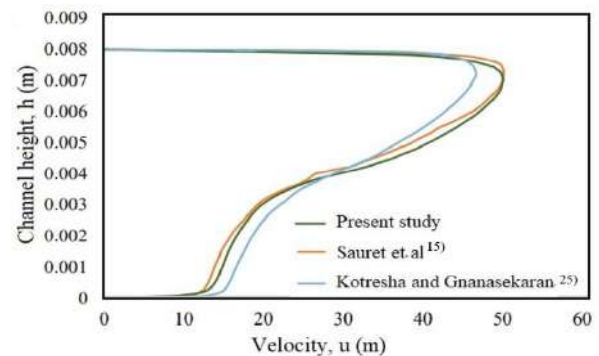 0.009
0.008
0.007
0.006
0.005
0.004
0.003
0.002
0.001
0
Channel height, h (m)
Present study
Sauret et.al 15)
Kotresha and Gnanasekaran. 25)
0 10 20 30 40 50 60
Velocity, u (m)